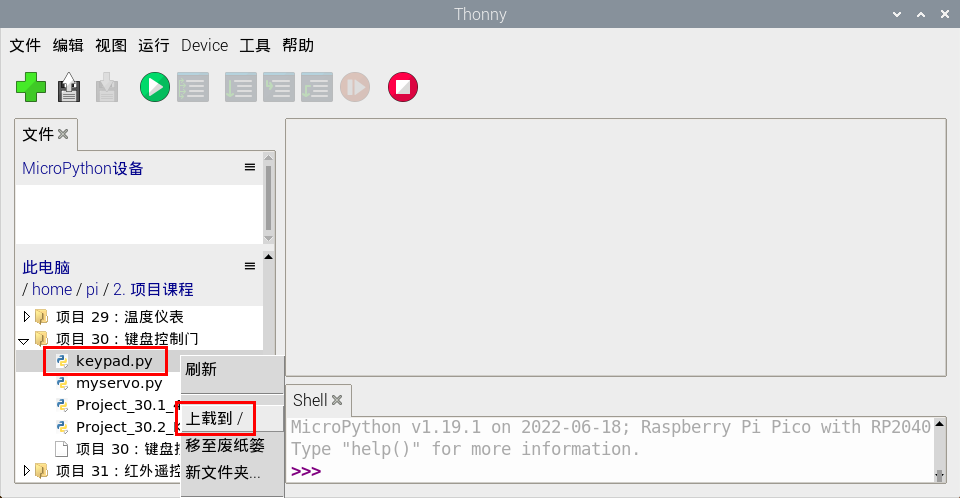 Thonny
文件 编辑 视图 运行 Device 工具 帮助
文件
MicroPython设备
此电脑
/ home / pi / 2. 项目课程
项目 29：温度仪表
项目 30：键盘控制门
keypad.py
myservo.py
Project_30.1_
Project_30.2_
项目 30：键盘
项目 31：红外遥控
刷新
上载到 /
移至废纸篓
新文件夹...
Shell
MicroPython v1.19.1 on 2022-06-18; Raspberry Pi Pico with RP2040
Type "help()" for more information.
>>>